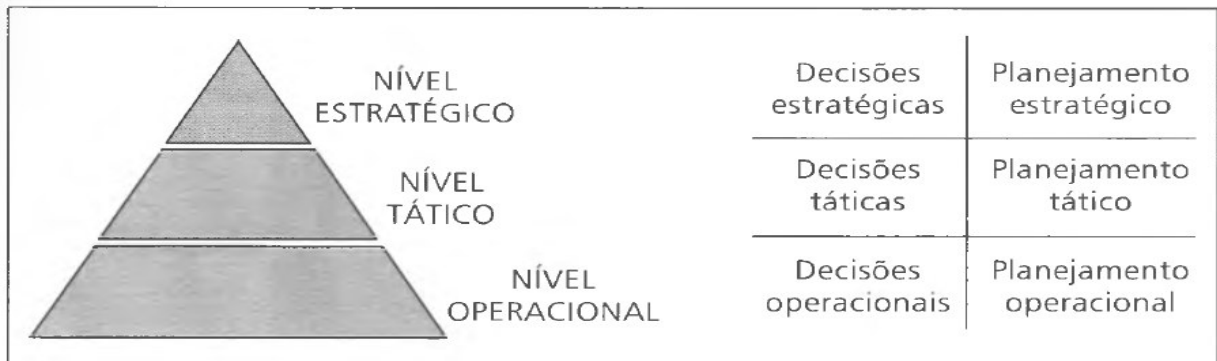 NÍVEL
ESTRATÉGICO
NÍVEL
TÁTICO
NÍVEL
OPERACIONAL
Decisões
estratégicas
Planejamento
estratégico
Decisões
táticas
Planejamento
tático
Decisões
operacionais
Planejamento
operacional